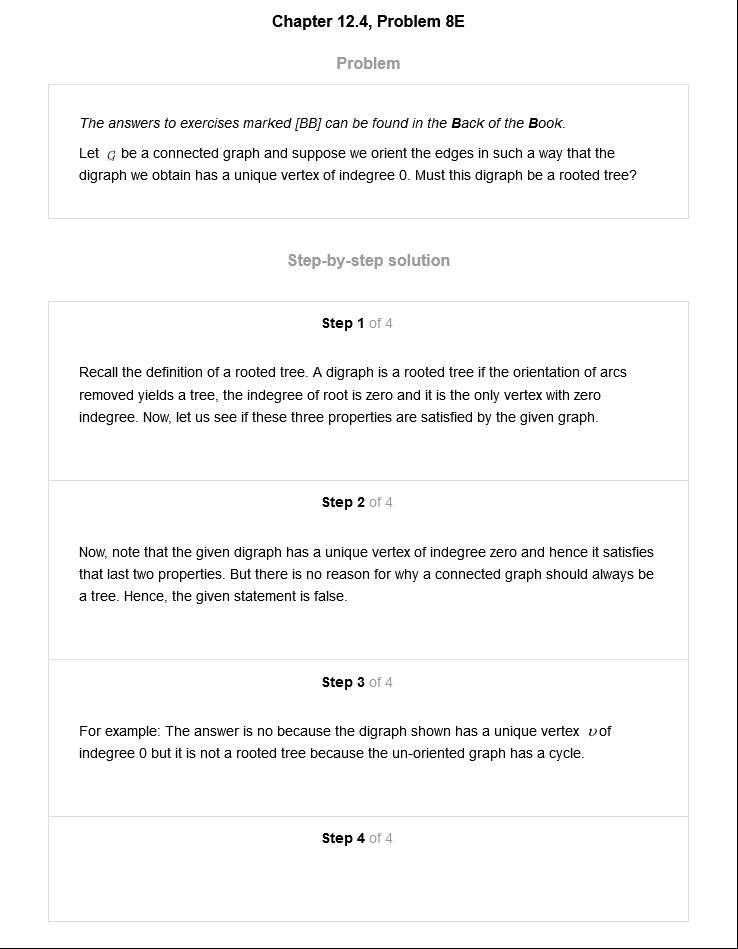 Chapter 12.4, Problem 8E
Problem
The answers to exercises marked [BB] can be found in the Back of the Book.
Let G be a connected graph and suppose we orient the edges in such a way that the
digraph we obtain has a unique vertex of indegree 0. Must this digraph be a rooted tree?
Step-by-step solution
Step 1 of 4
Recall the definition of a rooted tree. A digraph is a rooted tree if the orientation of arcs
removed yields a tree, the indegree of root is zero and it is the only vertex with zero
indegree. Now, let us see if these three properties are satisfied by the given graph.
Step 2 of 4
Now, note that the given digraph has a unique vertex of indegree zero and hence it satisfies
that last two properties. But there is no reason for why a connected graph should always be
a tree. Hence, the given statement is false.
Step 3 of 4
For example: The answer is no because the digraph shown has a unique vertex υ of
indegree 0 but it is not a rooted tree because the un-oriented graph has a cycle.
Step 4 of 4